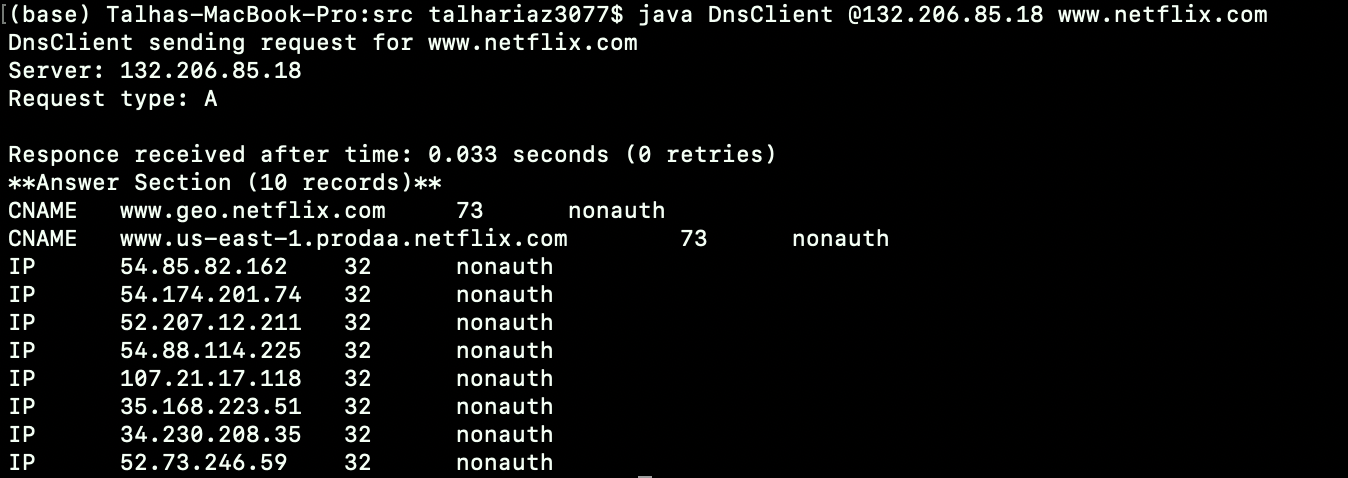 (base) Talhas-MacBook-Pro:src talhariaz3077$ java DnsClient @132.206.85.18 www.netflix.com
DnsClient sending request for www.netflix.com
Server: 132.206.85.18
Request type: A

Responce received after time: 0.033 seconds (0 retries)
**Answer Section (10 records)**
CNAME	www.geo.netflix.com	73	nonauth
CNAME	www.us-east-1.prodaa.netflix.com	73	nonauth
IP	54.85.82.162	32	nonauth
IP	54.174.201.74	32	nonauth
IP	52.207.12.211	32	nonauth
IP	54.88.114.225	32	nonauth
IP	107.21.17.118	32	nonauth
IP	35.168.223.51	32	nonauth
IP	34.230.208.35	32	nonauth
IP	52.73.246.59	32	nonauth